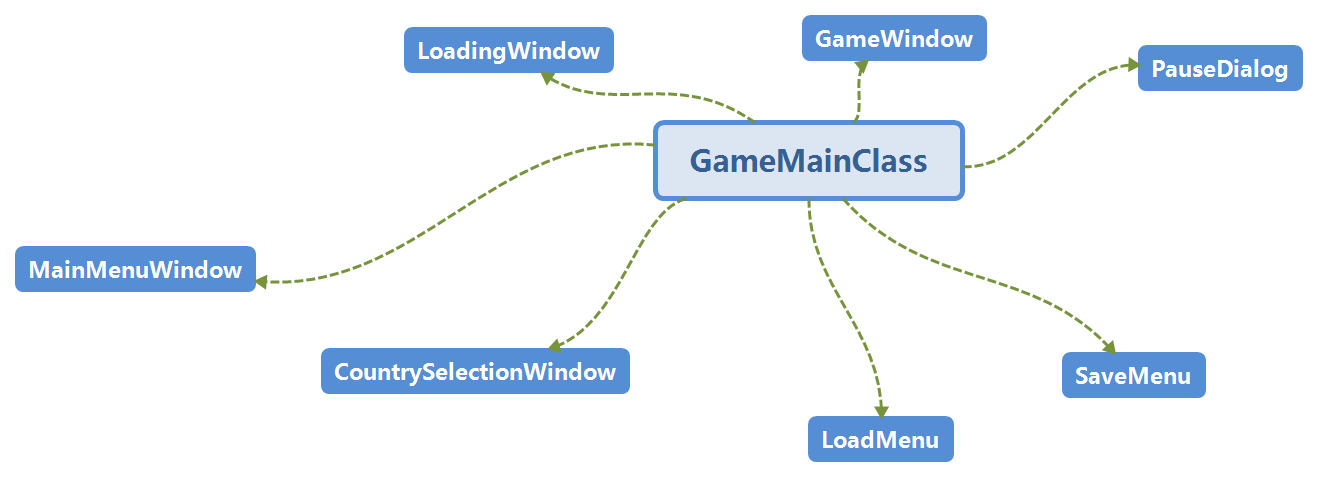 GameWindow
LoadingWindow
PauseDialog
GameMainClass
MainMenuWindow
CountrySelectionWindow
SaveMenu
LoadMenu